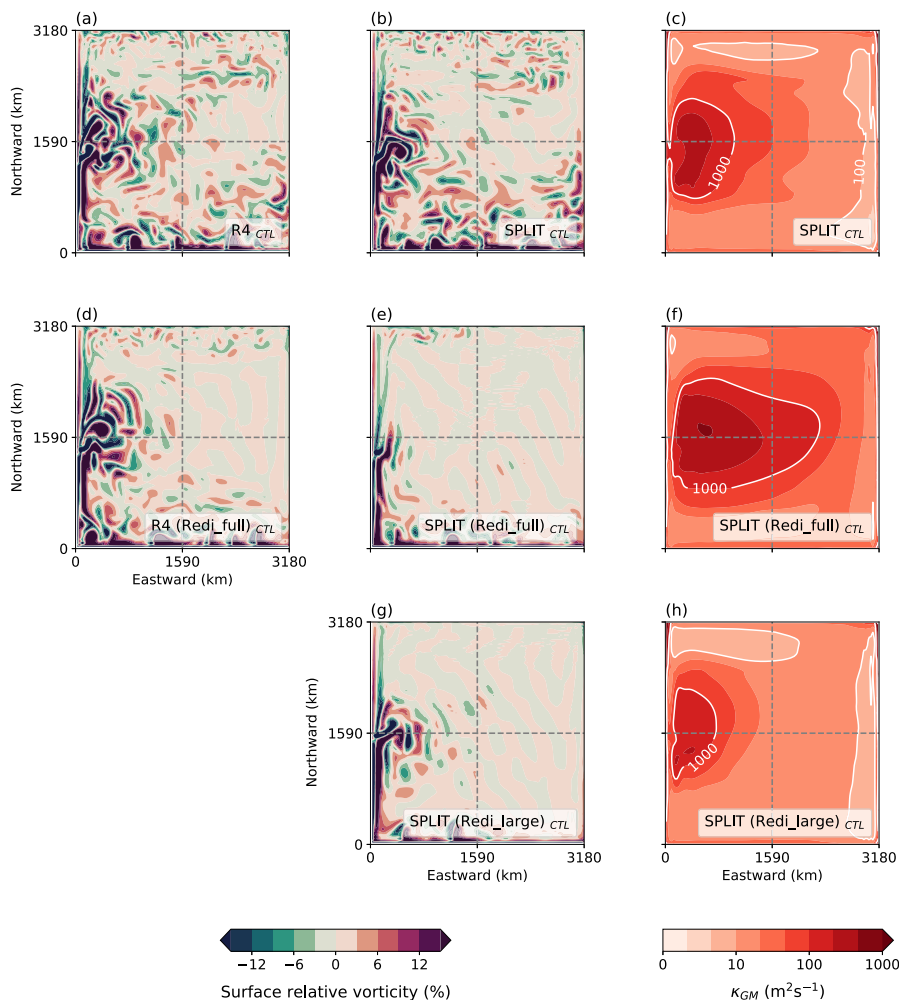 (a)
(b)
(c)
3180
1590
0
Northward (km)
R4 CTL
SPLIT CTL
1000
100
SPLIT CTL
(d)
(e)
(f)
3180
1590
0
Northward (km)
R4 (Redi_full) CTL
SPLIT (Redi_full) CTL
1000
SPLIT (Redi_full) CTL
0 1590 3180
Eastward (km)
(g)
(h)
3180
1590
0
Northward (km)
SPLIT (Redi_large) CTL
1000
SPLIT (Redi_large) CTL
0 1590 3180
Eastward (km)
0 1590 3180
Eastward (km)
−12 −6 0 6 12
Surface relative vorticity (%)
0 10 100 1000
κGM (m²s⁻¹)